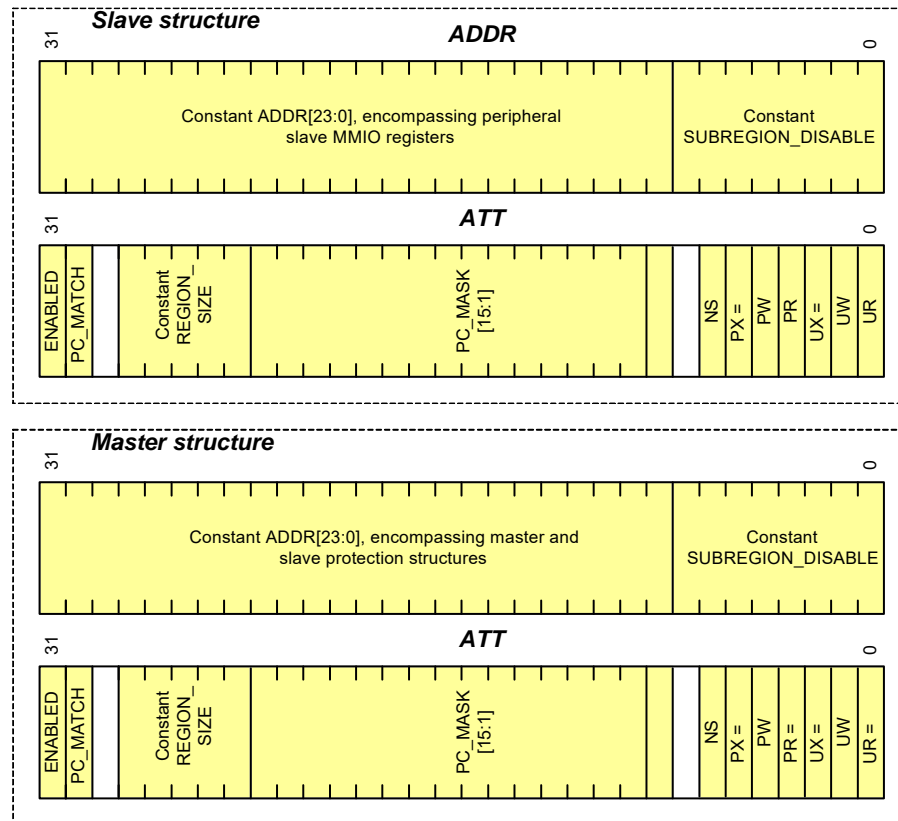 Slave structure
31
ADDR
0
Constant ADDR[23:0], encompassing peripheral
slave MMIO registers
Constant
SUBREGION_DISABLE
31
ATT
0
ENABLED
PC_MATCH
Constant
REGION_
SIZE
PC_MASK
[15:1]
NS
PX =
PW
PR
UX =
UW
UR
Master structure
31
0
Constant ADDR[23:0], encompassing master and
slave protection structures
Constant
SUBREGION_DISABLE
31
ATT
0
ENABLED
PC_MATCH
Constant
REGION_
SIZE
PC_MASK
[15:1]
NS
PX =
PW
PR =
UX =
UW
UR =